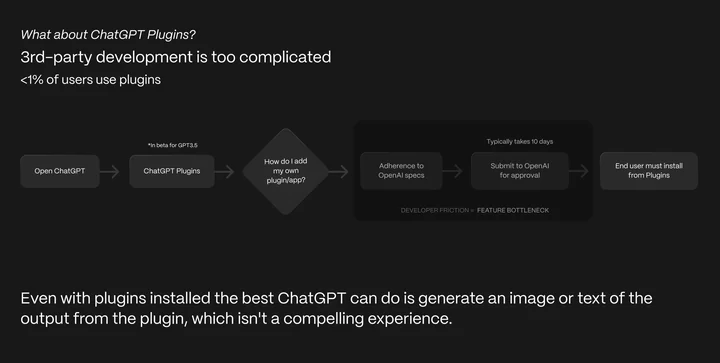 What about ChatGPT Plugins?
3rd-party development is too complicated
<1% of users use plugins
Open ChatGPT
*In beta for GPT3.5
ChatGPT Plugins
How do I add
my own
plugin/app?
Adherence to
OpenAI specs
Typically takes 10 days
Submit to OpenAI
for approval
End user must install
from Plugins
DEVELOPER FRICTION = FEATURE BOTTLENECK
Even with plugins installed the best ChatGPT can do is generate an image or text of the
output from the plugin, which isn't a compelling experience.